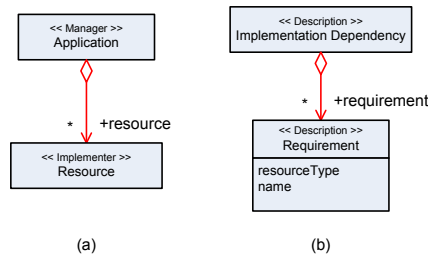 << Manager >>
Application
* +resource
<< Implementer >>
Resource
(a)
<< Description >>
Implementation Dependency
* +requirement
<< Description >>
Requirement
resourceType
name
(b)